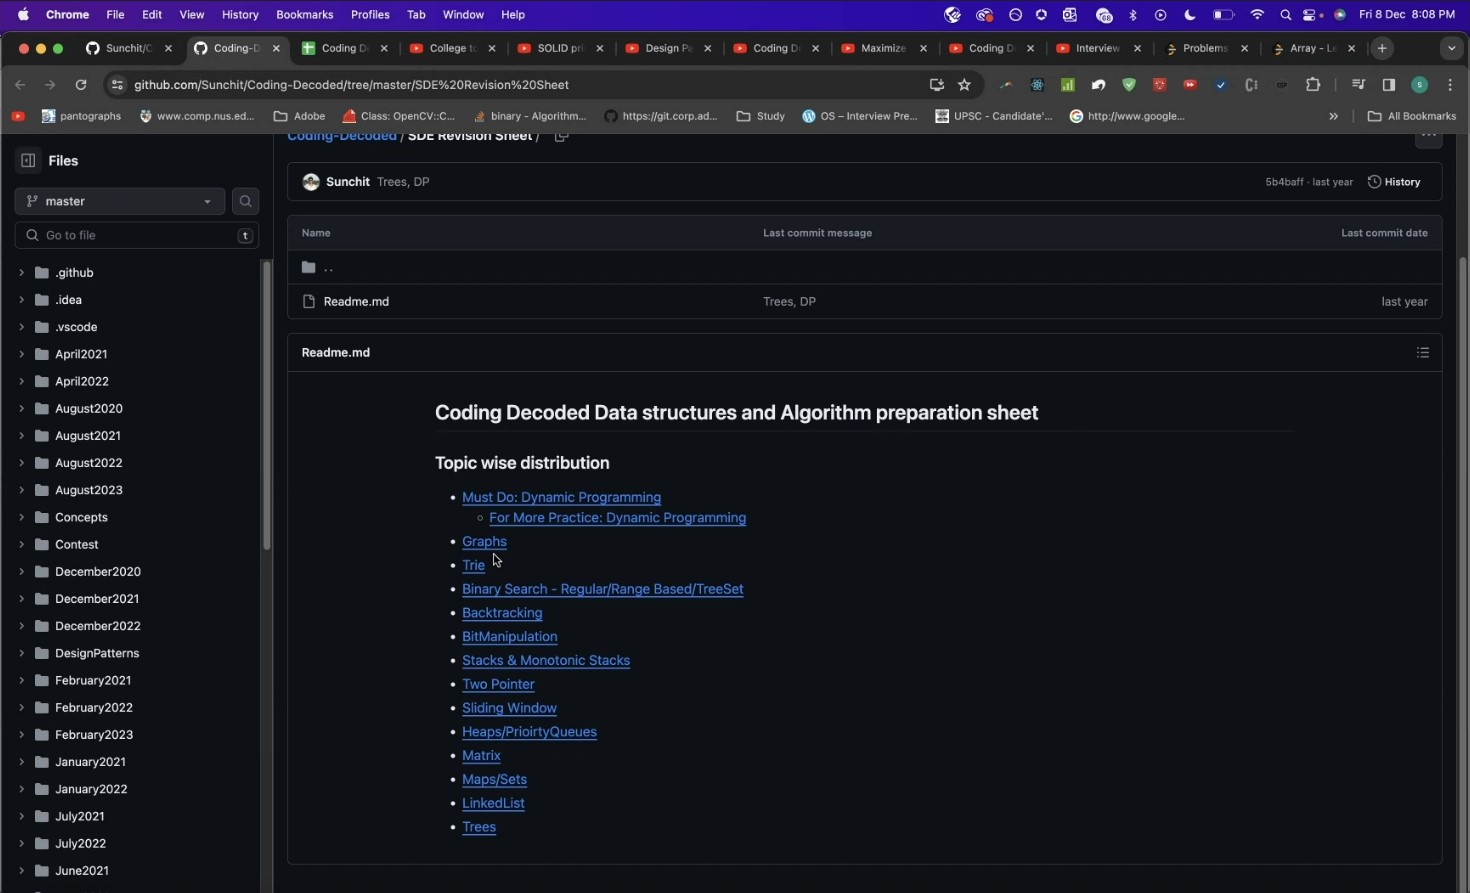 Chrome File Edit View History Bookmarks Profiles Tab Window Help Fri 8 Dec 8:08 PM
Sunchit/C Coding-D Coding D College to SOLID pri Design Pa Coding D Maximize Coding D Interview Problems Array - Le
github.com/Sunchit/Coding-Decoded/tree/master/SDE%20Revision%20Sheet
pantographs www.comp.nus.ed... Adobe Class: OpenCV::C... binary - Algorithm... https://git.corp.ad... Study OS – Interview Pre... UPSC - Candidate'... http://www.google... » All Bookmarks
Coding-Decoded / SDE Revision Sheet /
Files
Sunchit Trees, DP 5b4baff · last year History
master
Go to file t
Name Last commit message Last commit date
..
Readme.md Trees, DP last year
.github
.idea
.vscode
April2021
April2022
August2020
August2021
August2022
August2023
Concepts
Contest
December2020
December2021
December2022
DesignPatterns
February2021
February2022
February2023
January2021
January2022
July2021
July2022
June2021
Readme.md
Coding Decoded Data structures and Algorithm preparation sheet
Topic wise distribution
Must Do: Dynamic Programming
For More Practice: Dynamic Programming
Graphs
Trie
Binary Search - Regular/Range Based/TreeSet
Backtracking
BitManipulation
Stacks & Monotonic Stacks
Two Pointer
Sliding Window
Heaps/PrioirtyQueues
Matrix
Maps/Sets
LinkedList
Trees